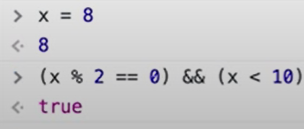 > x = 8
<· 8
> (x % 2 == 0) && (x < 10)
<· true